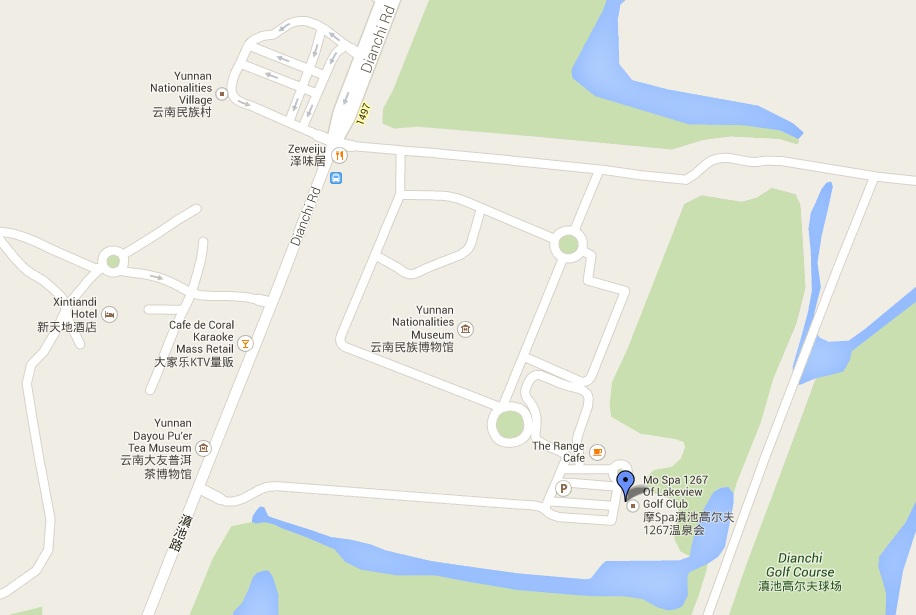 Dianchi Rd
Yunnan
Nationalities
Village
云南民族村
1497
Zeweiju
泽味居
Dianchi Rd
Xintiandi
Hotel
新天地酒店
Cafe de Coral
Karaoke
Mass Retail
大家乐KTV量贩
Yunnan
Nationalities
Museum
云南民族博物馆
Yunnan
Dayou Pu'er
Tea Museum
云南大友普洱
茶博物馆
The Range
Cafe
P
Mo Spa 1267
Of Lakeview
Golf Club
摩Spa滇池高尔夫
1267温泉会
滇池路
Dianchi
Golf Course
滇池高尔夫球场